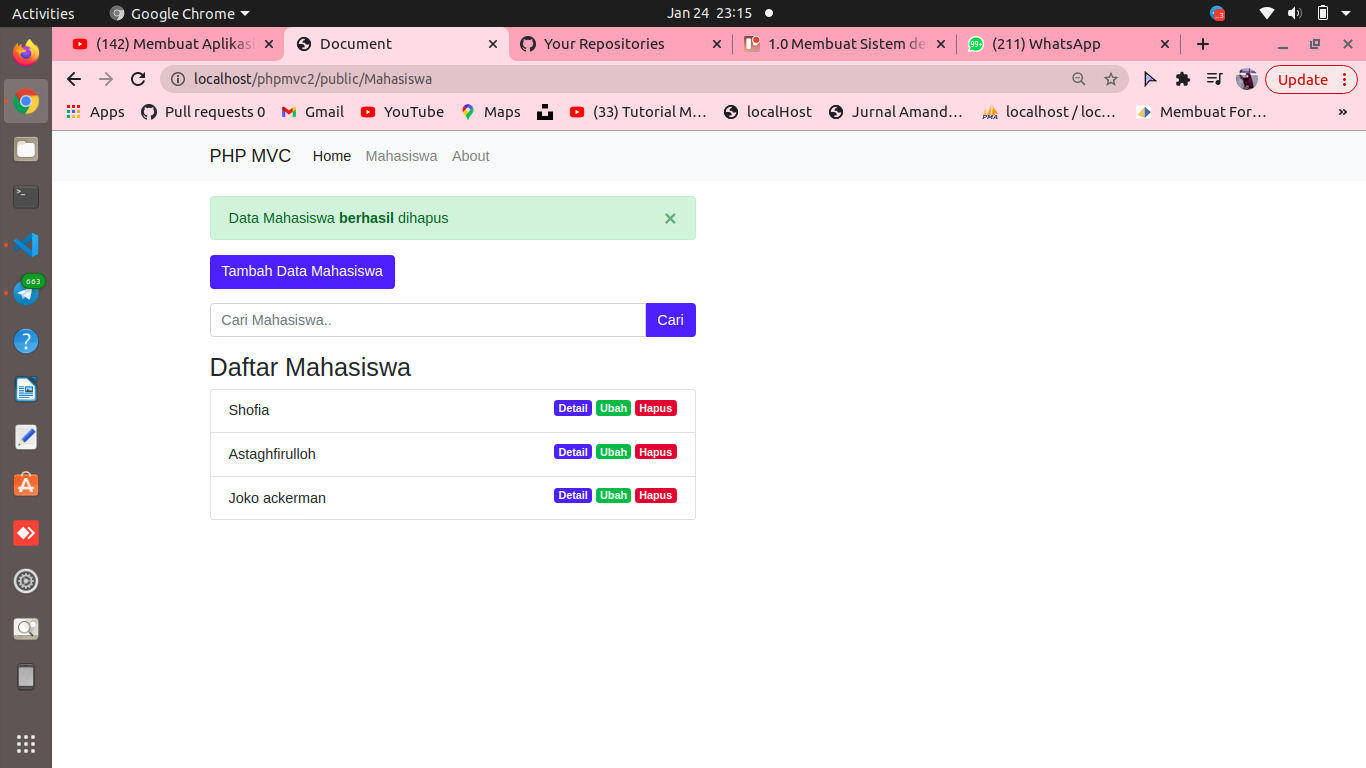 Activities Google Chrome Jan 24 23:15
(142) Membuat Aplikasi Document Your Repositories 1.0 Membuat Sistem de (211) WhatsApp
localhost/phpmvc2/public/Mahasiswa Update
Apps Pull requests 0 Gmail YouTube Maps (33) Tutorial M… localHost Jurnal Amand… localhost / loc… Membuat For… »
PHP MVC Home Mahasiswa About
Data Mahasiswa berhasil dihapus ×
Tambah Data Mahasiswa
Cari Mahasiswa.. Cari
663
Daftar Mahasiswa
Shofia Detail Ubah Hapus
Astaghfirulloh Detail Ubah Hapus
Joko ackerman Detail Ubah Hapus